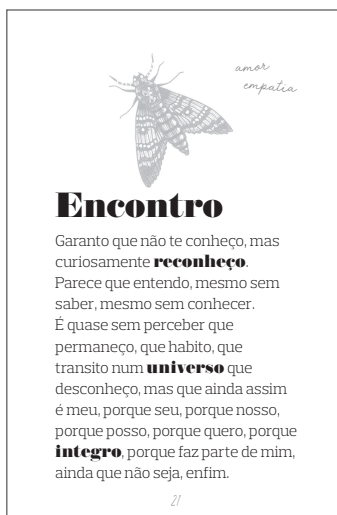 amor
empatia
Encontro
Garanto que não te conheço, mas
curiosamente reconheço.
Parece que entendo, mesmo sem
saber, mesmo sem conhecer.
É quase sem perceber que
permaneço, que habito, que
transito num universo que
desconheço, mas que ainda assim
é meu, porque seu, porque nosso,
porque posso, porque quero, porque
integro, porque faz parte de mim,
ainda que não seja, enfim.
21